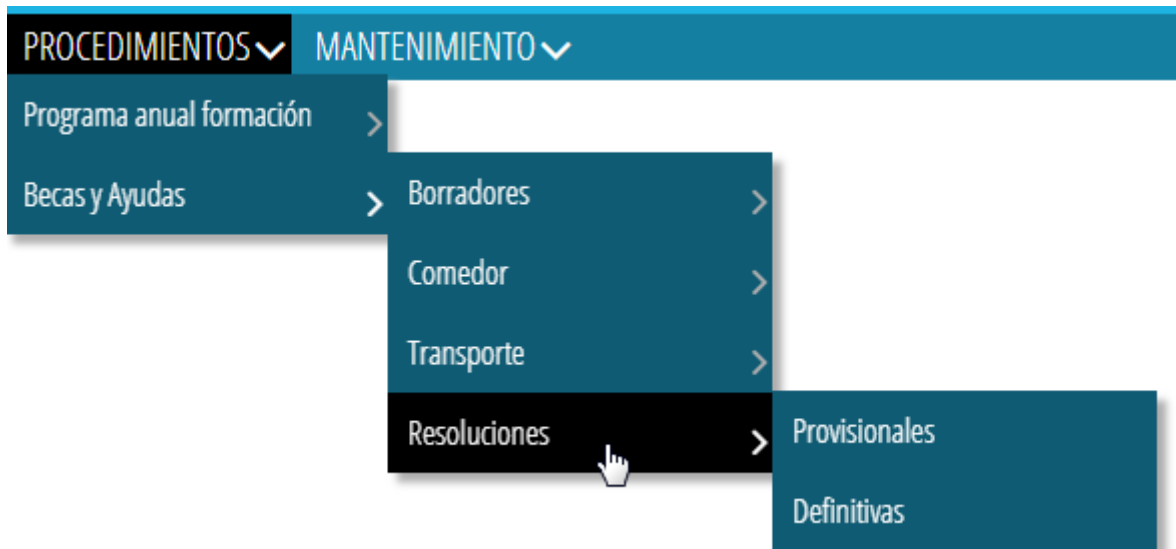 PROCEDIMIENTOS MANTENIMIENTO
Programa anual formación
Becas y Ayudas
Borradores
Comedor
Transporte
Resoluciones
Provisionales
Definitivas